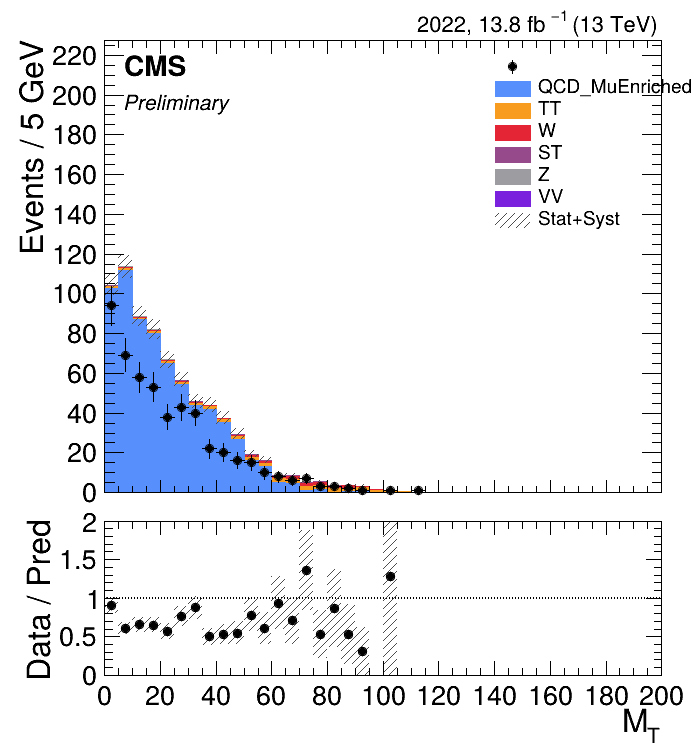 2022, 13.8 fb⁻¹ (13 TeV)
Events / 5 GeV
220
200
180
160
140
120
100
80
60
40
20
0
CMS
Preliminary
QCD_MuEnriched
TT
W
ST
Z
VV
Stat+Syst
Data / Pred
2
1.5
1
0.5
0
0 20 40 60 80 100 120 140 160 180 200
M_T